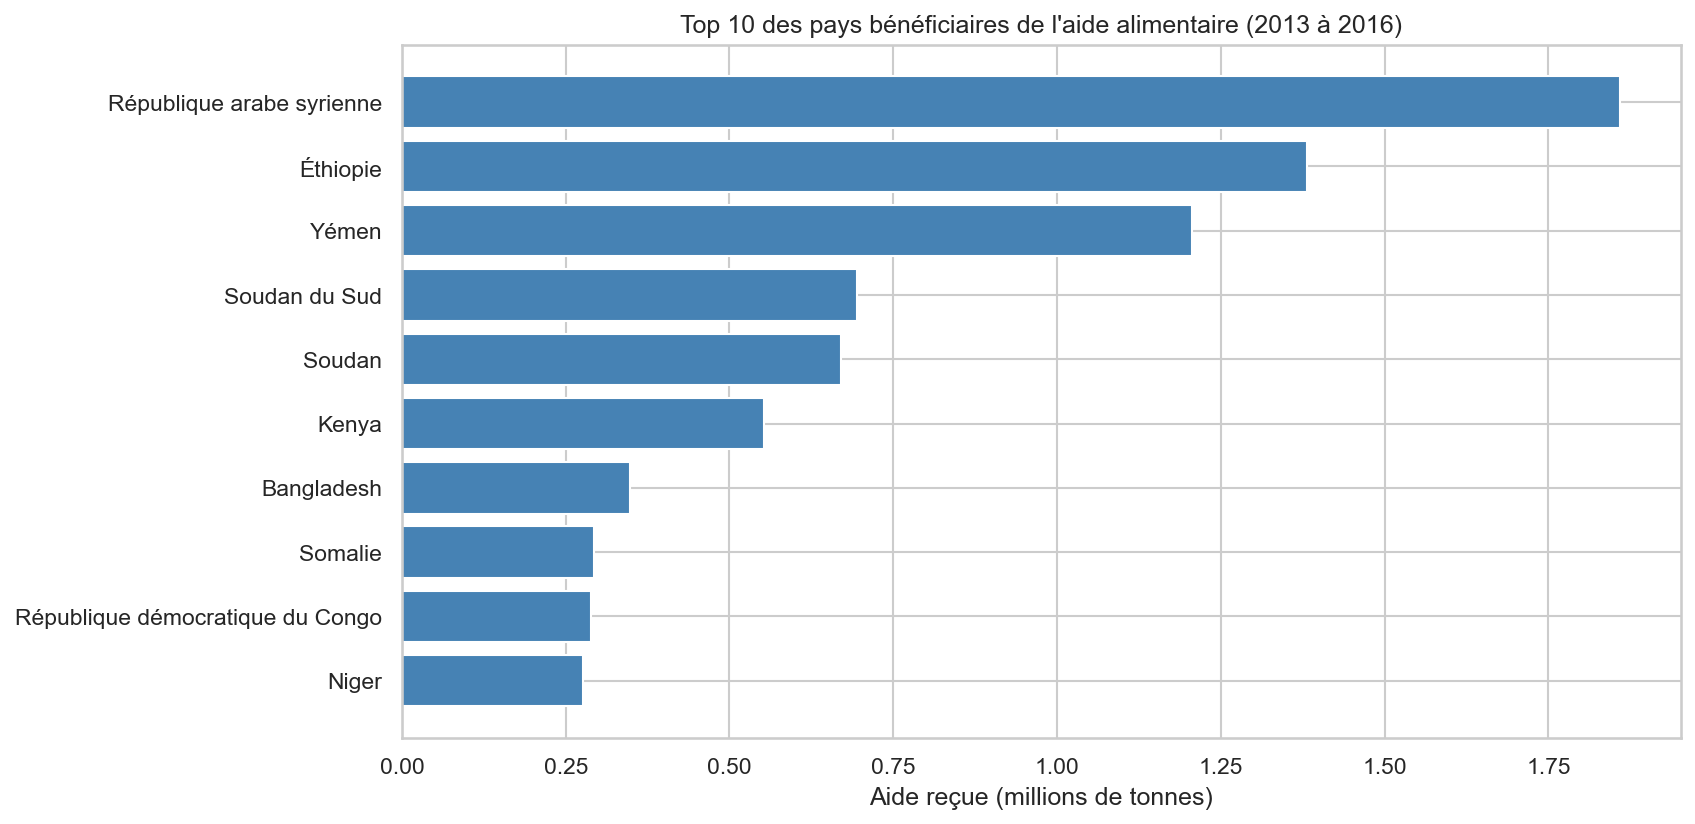 Top 10 des pays bénéficiaires de l'aide alimentaire (2013 à 2016)
République arabe syrienne
Éthiopie
Yémen
Soudan du Sud
Soudan
Kenya
Bangladesh
Somalie
République démocratique du Congo
Niger
0.00 0.25 0.50 0.75 1.00 1.25 1.50 1.75
Aide reçue (millions de tonnes)